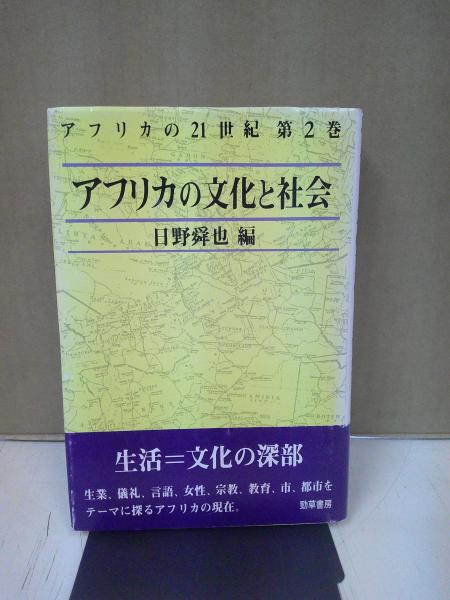 アフリカの21世紀 第2巻
アフリカの文化と社会
日野舜也 編
生活=文化の深部
生業、儀礼、言語、女性、宗教、教育、市、都市を
テーマに探るアフリカの現在。
勁草書房